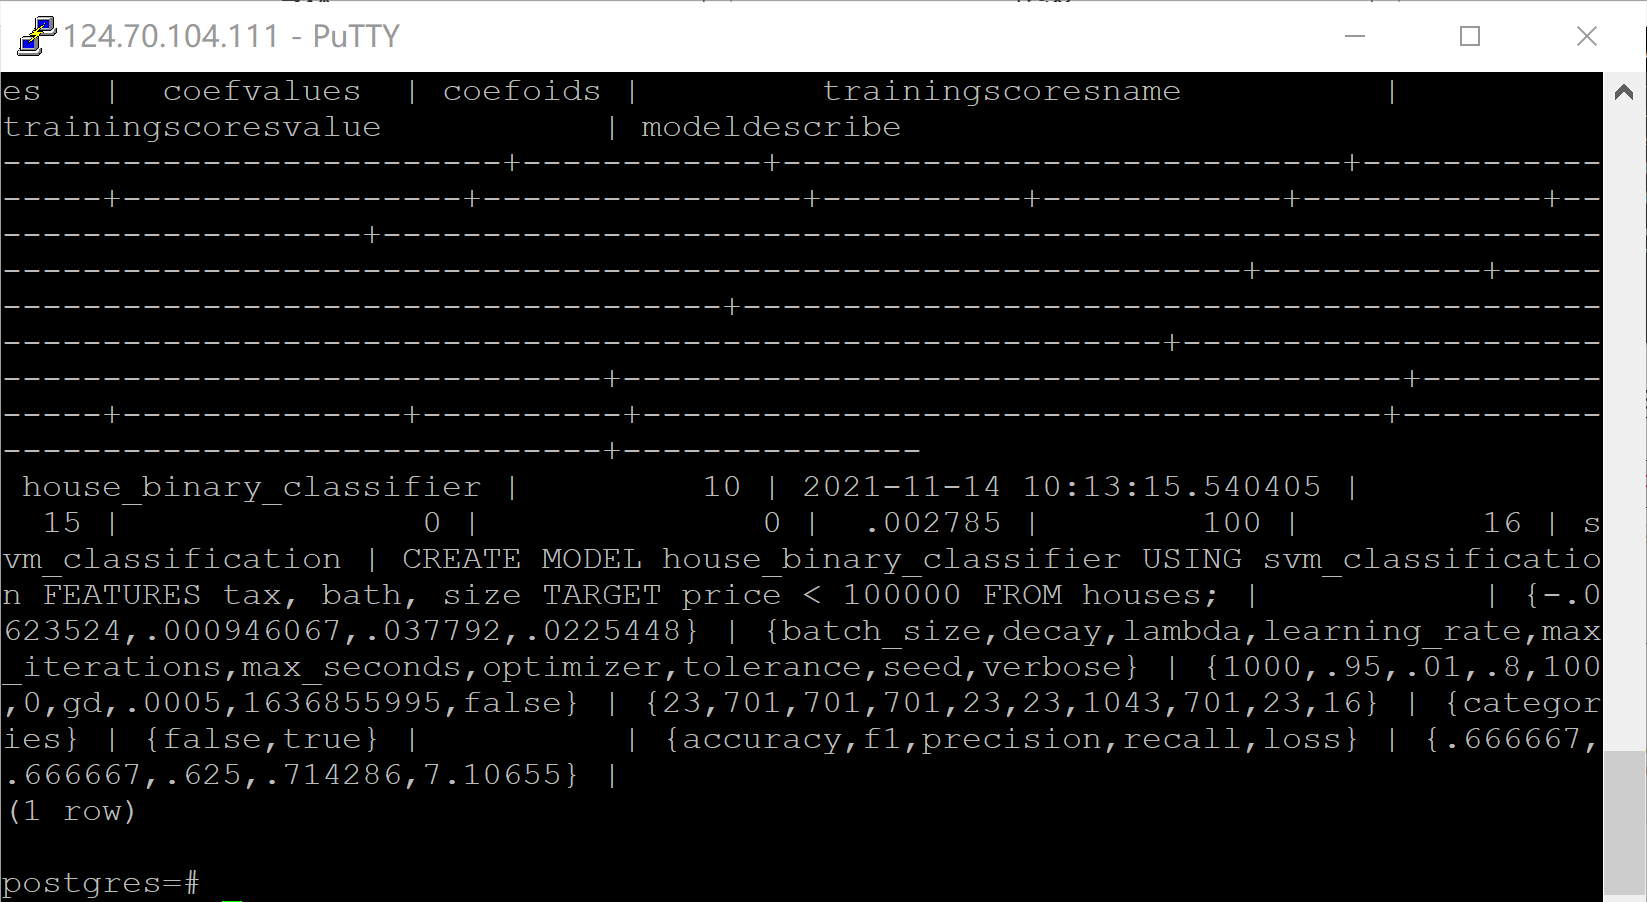 124.70.104.111 - PuTTY
es   |  coefvalues  | coefoids |         trainingscoresname          |
trainingscoresvalue           | modeldescribe
-------------------------+------------+----------------------------+------------
-----+-----------------+----------------+----------+------------+------------+--
------------------+-------------------------------------------------------------
--------------------------------------------------------------+-----------+-----
------------------------------------+-------------------------------------------
----------------------------------------------------------+---------------------
------------------------------+---------------------------------------+---------
-----+--------------+----------+-------------------------------------+----------
------------------------------+---------------
 house_binary_classifier |         10 | 2021-11-14 10:13:15.540405 |
  15 |               0 |              0 |  .002785 |        100 |         16 | s
vm_classification | CREATE MODEL house_binary_classifier USING svm_classificatio
n FEATURES tax, bath, size TARGET price < 100000 FROM houses; |           | {-.0
623524,.000946067,.037792,.0225448} | {batch_size,decay,lambda,learning_rate,max
_iterations,max_seconds,optimizer,tolerance,seed,verbose} | {1000,.95,.01,.8,100
,0,gd,.0005,1636855995,false} | {23,701,701,701,23,23,1043,701,23,16} | {categor
ies} | {false,true} |          | {accuracy,f1,precision,recall,loss} | {.666667,
.666667,.625,.714286,7.10655} |
(1 row)
postgres=#